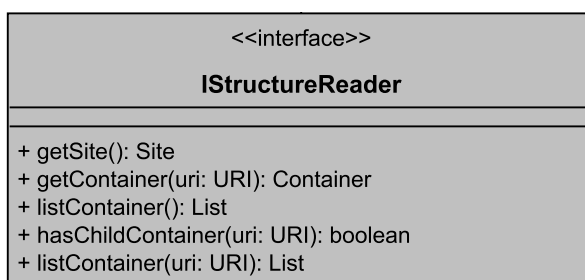 <<interface>>
IStructureReader
+ getSite(): Site
+ getContainer(uri: URI): Container
+ listContainer(): List
+ hasChildContainer(uri: URI): boolean
+ listContainer(uri: URI): List